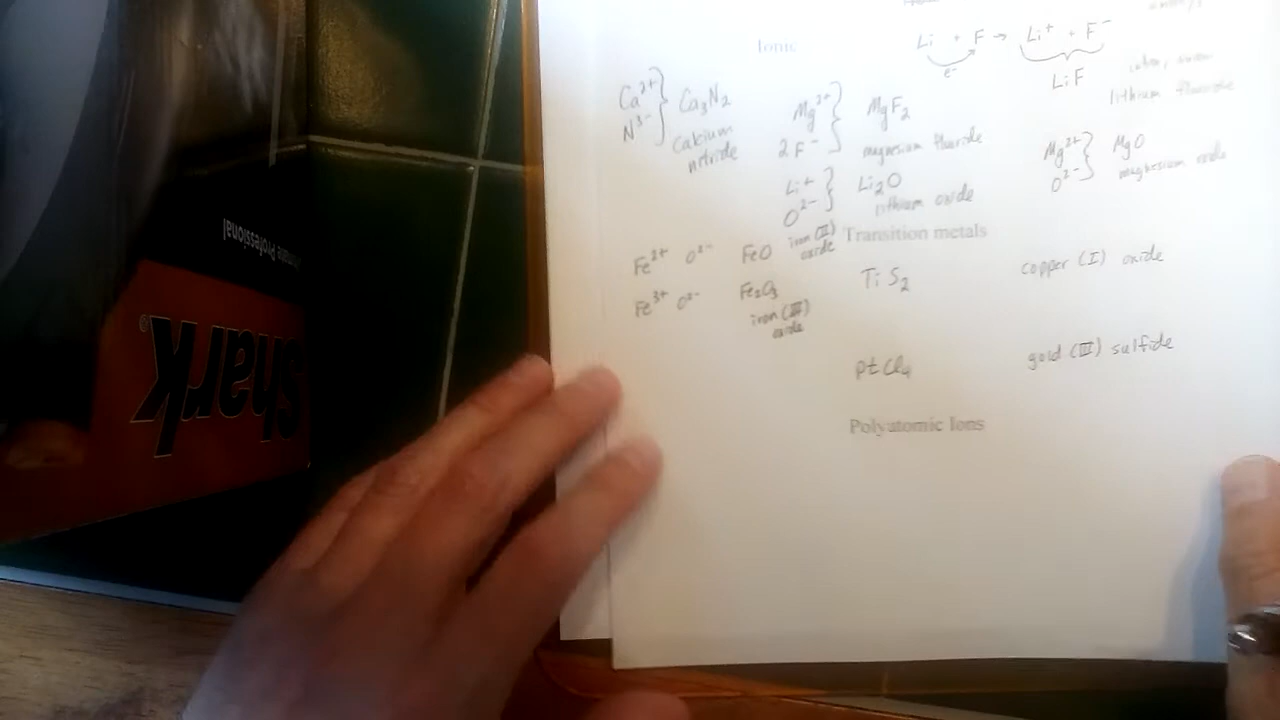 Ionic
Li + F → Li⁺ + F⁻
e⁻
LiF
lithium fluoride
Ca²⁺
N³⁻
Ca₃N₂
Calcium
nitride
Mg²⁺
2 F⁻
MgF₂
magnesium fluoride
Mg²⁺
O²⁻
MgO
magnesium oxide
Li⁺
O²⁻
Li₂O
lithium oxide
Transition metals
Fe²⁺ O²⁻ FeO iron (II)
oxide
Fe³⁺ O²⁻ Fe₂O₃
iron (III)
oxide
TiS₂
copper (I) oxide
ptCl₄
gold (III) sulfide
Polyatomic Ions
Professional
Shark®